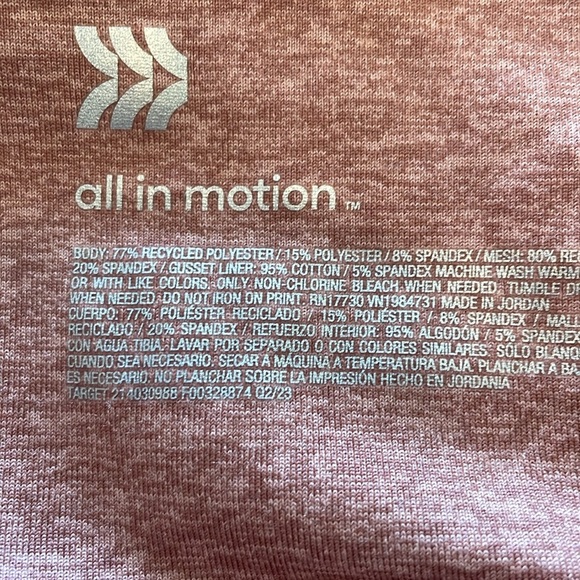 all in motion™
BODY: 77% RECYCLED POLYESTER / 15% POLYESTER / 8% SPANDEX / MESH: 80% RE
20% SPANDEX / GUSSET LINER: 95% COTTON / 5% SPANDEX MACHINE WASH WARM
OR WITH LIKE COLORS. ONLY NON-CHLORINE BLEACH WHEN NEEDED. TUMBLE D
WHEN NEEDED. DO NOT IRON ON PRINT. RN17730 VN1984731 MADE IN JORDAN
CUERPO: 77% POLIÉSTER RECICLADO / 15% POLIÉSTER / 8% SPANDEX / MALL
RECICLADO / 20% SPANDEX / REFUERZO INTERIOR: 95% ALGODÓN / 5% SPANDEX
CON AGUA TIBIA. LAVAR POR SEPARADO O CON COLORES SIMILARES. SÓLO BLANQ
CUANDO SEA NECESARIO. SECAR A MÁQUINA A TEMPERATURA BAJA. PLANCHAR A BA
ES NECESARIO. NO PLANCHAR SOBRE LA IMPRESIÓN HECHO EN JORDANIA
TARGET 214030988 F00328874 Q2/23